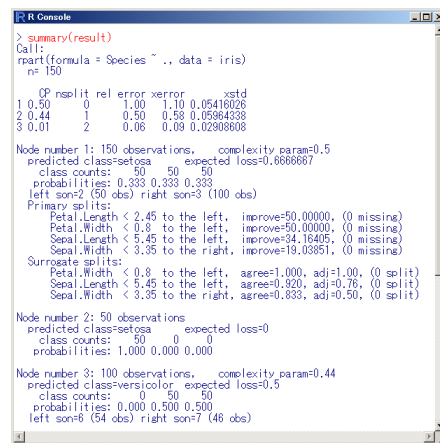 R Console
> summary(result)
Call:
rpart(formula = Species ~ ., data = iris)
  n= 150

    CP nsplit rel error xerror       xstd
1 0.50      0      1.00   1.10 0.05416026
2 0.44      1      0.50   0.58 0.05964338
3 0.01      2      0.06   0.09 0.02908608

Node number 1: 150 observations,    complexity param=0.5
  predicted class=setosa      expected loss=0.6666667
    class counts:    50    50    50
   probabilities: 0.333 0.333 0.333
  left son=2 (50 obs) right son=3 (100 obs)
  Primary splits:
      Petal.Length < 2.45 to the left,  improve=50.00000, (0 missing)
      Petal.Width  < 0.8  to the left,  improve=50.00000, (0 missing)
      Sepal.Length < 5.45 to the left,  improve=34.16405, (0 missing)
      Sepal.Width  < 3.35 to the right, improve=19.03851, (0 missing)
  Surrogate splits:
      Petal.Width  < 0.8  to the left,  agree=1.000, adj=1.00, (0 split)
      Sepal.Length < 5.45 to the left,  agree=0.920, adj=0.76, (0 split)
      Sepal.Width  < 3.35 to the right, agree=0.833, adj=0.50, (0 split)

Node number 2: 50 observations
  predicted class=setosa      expected loss=0
    class counts:    50     0     0
   probabilities: 1.000 0.000 0.000

Node number 3: 100 observations,    complexity param=0.44
  predicted class=versicolor  expected loss=0.5
    class counts:     0    50    50
   probabilities: 0.000 0.500 0.500
  left son=6 (54 obs) right son=7 (46 obs)